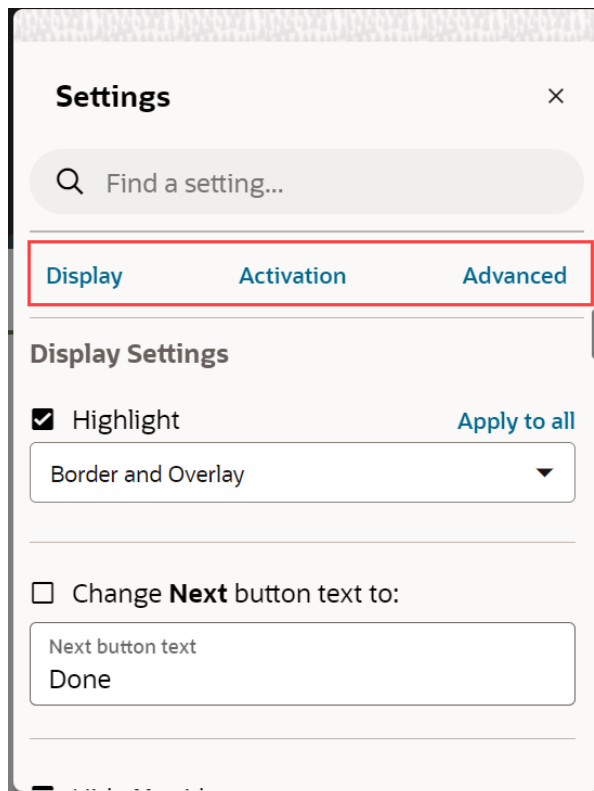 Settings
Find a setting...
Display Activation Advanced
Display Settings
Highlight Apply to all
Border and Overlay
Change Next button text to:
Next button text
Done